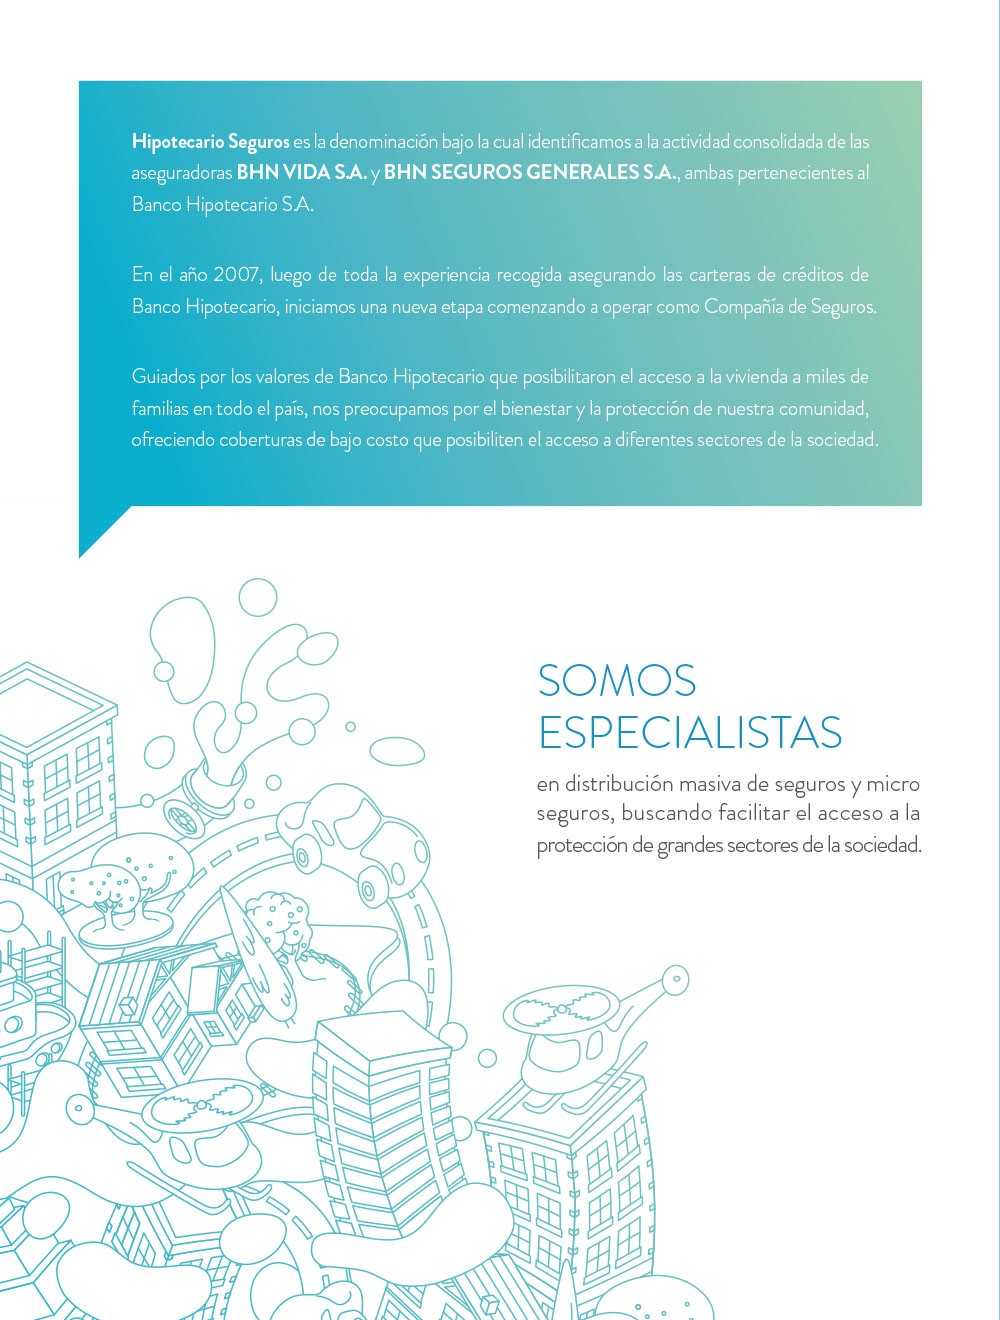 Hipotecario Seguros es la denominación bajo la cual identificamos a la actividad consolidada de las
aseguradoras BHN VIDA S.A. y BHN SEGUROS GENERALES S.A., ambas pertenecientes al
Banco Hipotecario S.A.
En el año 2007, luego de toda la experiencia recogida asegurando las carteras de créditos de
Banco Hipotecario, iniciamos una nueva etapa comenzando a operar como Compañía de Seguros.
Guiados por los valores de Banco Hipotecario que posibilitaron el acceso a la vivienda a miles de
familias en todo el país, nos preocupamos por el bienestar y la protección de nuestra comunidad,
ofreciendo coberturas de bajo costo que posibiliten el acceso a diferentes sectores de la sociedad.
SOMOS
ESPECIALISTAS
en distribución masiva de seguros y micro
seguros, buscando facilitar el acceso a la
protección de grandes sectores de la sociedad.